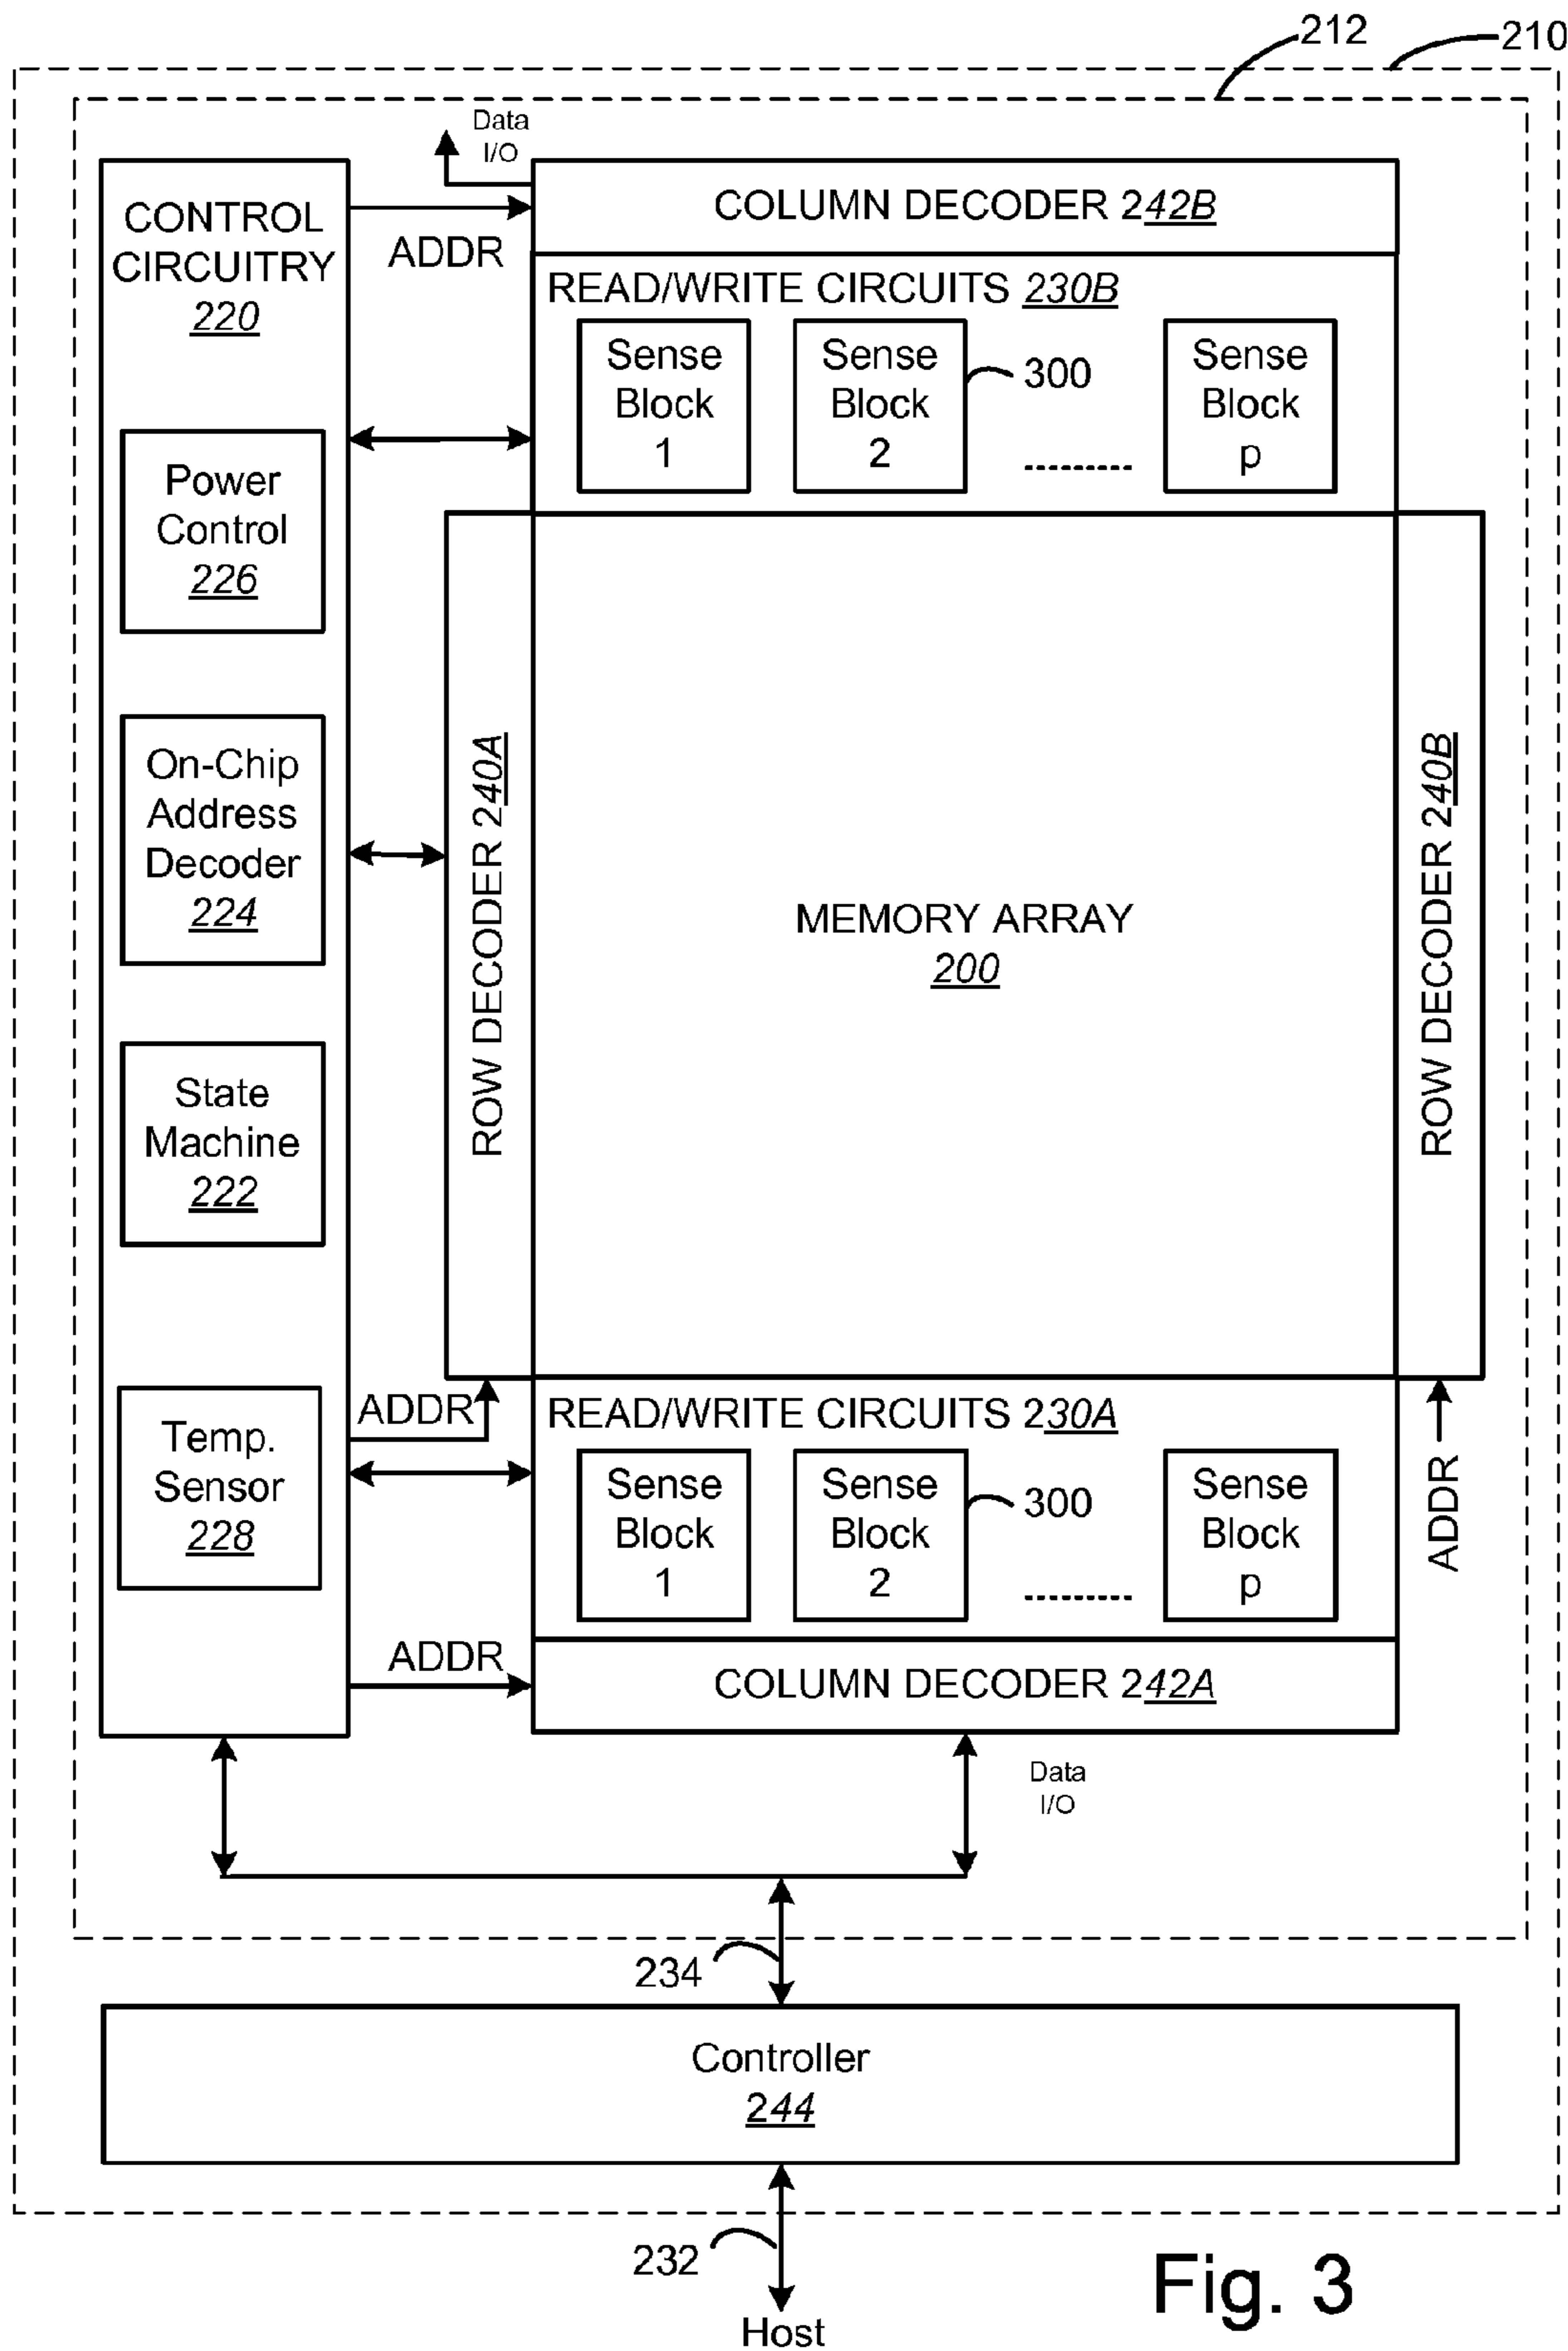 212
210
Data
I/O
CONTROL
CIRCUITRY
220
ADDR
COLUMN DECODER 242B
READ/WRITE CIRCUITS 230B
Sense
Block
1
Sense
Block
2
300
.........
Sense
Block
p
Power
Control
226
On-Chip
Address
Decoder
224
State
Machine
222
Temp.
Sensor
228
ROW DECODER 240A
MEMORY ARRAY
200
ROW DECODER 240B
ADDR
READ/WRITE CIRCUITS 230A
Sense
Block
1
Sense
Block
2
300
.........
Sense
Block
p
ADDR
ADDR
COLUMN DECODER 242A
Data
I/O
234
Controller
244
232
Host
Fig. 3